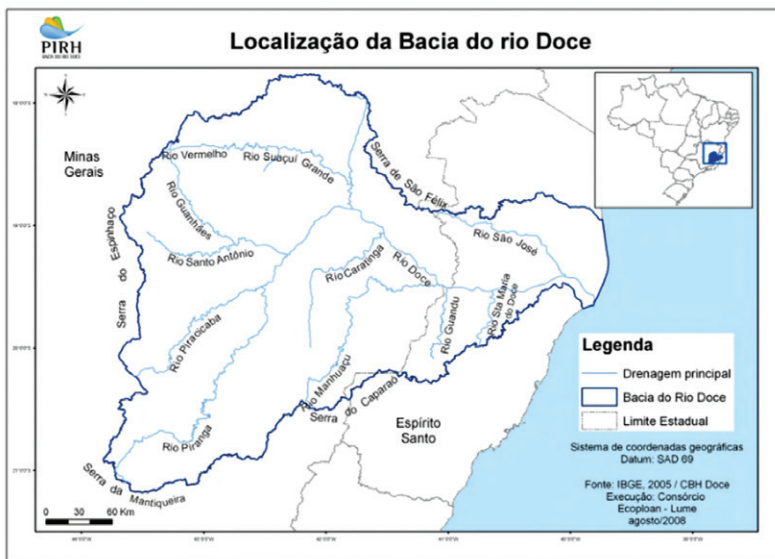 PIRH
BACIA DO RIO DOCE
Localização da Bacia do rio Doce
Minas
Gerais
Rio Vermelho
Rio Suaçuí Grande
Serra de São Félix
Rio Guanhães
Rio São José
Serra do Espinhaço
Rio Santo Antônio
Rio Caratinga
Rio Doce
Rio Guandu
Rio Sta Maria
do Doce
Rio Piracicaba
Rio Manhuaçu
Serra do Caparaó
Espírito
Santo
Rio Piranga
Serra da Mantiqueira
0 30 60 Km
Legenda
Drenagem principal
Bacia do Rio Doce
Limite Estadual
Sistema de coordenadas geográficas
Datum: SAD 69
Fonte: IBGE, 2005 / CBH Doce
Execução: Consórcio
Ecoplan - Lume
agosto/2008